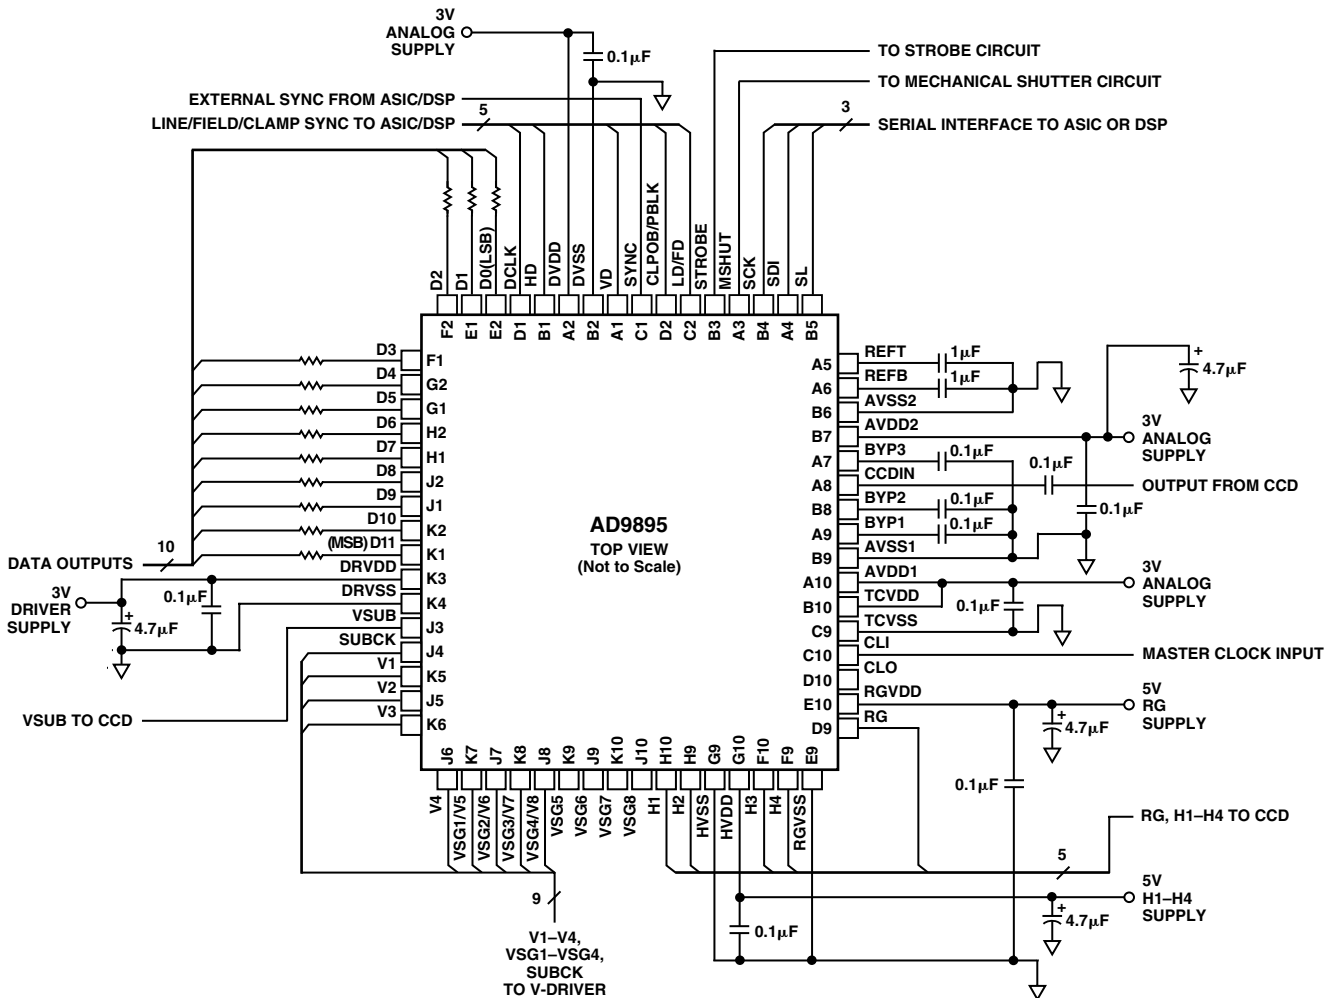 3V
ANALOG
SUPPLY
0.1μF
TO STROBE CIRCUIT
TO MECHANICAL SHUTTER CIRCUIT
EXTERNAL SYNC FROM ASIC/DSP
LINE/FIELD/CLAMP SYNC TO ASIC/DSP
5
3
SERIAL INTERFACE TO ASIC OR DSP
D2
D1
D0(LSB)
DCLK
HD
DVDD
DVSS
VD
SYNC
CLPOB/PBLK
LD/FD
STROBE
MSHUT
SCK
SDI
SL
F2
E1
E2
D1
B1
A2
B2
A1
C1
D2
C2
B3
A3
B4
A4
B5
D3
F1
D4
G2
D5
G1
D6
H2
D7
H1
D8
J2
D9
J1
D10
K2
(MSB) D11
K1
DATA OUTPUTS
10
DRVDD
K3
3V
DRIVER
SUPPLY
0.1μF
4.7μF
DRVSS
K4
VSUB
J3
SUBCK
J4
V1
K5
V2
J5
V3
K6
VSUB TO CCD
AD9895
TOP VIEW
(Not to Scale)
A5
REFT
1μF
A6
REFB
1μF
B6
AVSS2
B7
AVDD2
4.7μF
+
3V
ANALOG
SUPPLY
A7
BYP3
0.1μF
A8
CCDIN
0.1μF
OUTPUT FROM CCD
B8
BYP2
0.1μF
0.1μF
A9
BYP1
0.1μF
B9
AVSS1
A10
AVDD1
3V
ANALOG
SUPPLY
B10
TCVDD
0.1μF
C9
TCVSS
C10
CLI
MASTER CLOCK INPUT
D10
CLO
E10
RGVDD
5V
RG
SUPPLY
+
4.7μF
D9
RG
0.1μF
J6
K7
J7
K8
J8
K9
J9
K10
J10
H10
H9
G9
G10
F10
F9
E9
V4
VSG1/V5
VSG2/V6
VSG3/V7
VSG4/V8
VSG5
VSG6
VSG7
VSG8
H1
H2
HVSS
HVDD
H3
H4
RGVSS
RG, H1–H4 TO CCD
5
9
V1–V4,
VSG1–VSG4,
SUBCK
TO V-DRIVER
0.1μF
5V
H1–H4
SUPPLY
+
4.7μF
+